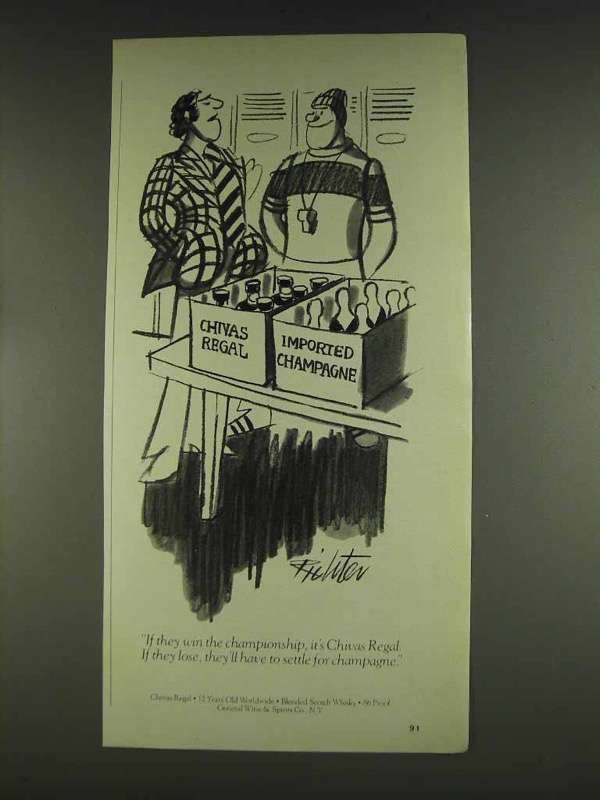 CHIVAS
REGAL
IMPORTED
CHAMPAGNE
Richter
"If they win the championship, it's Chivas Regal.
If they lose, they'll have to settle for champagne."
Chivas Regal • 12 Years Old Worldwide • Blended Scotch Whisky • 86 Proof
General Wine & Spirits Co., N.Y.
91